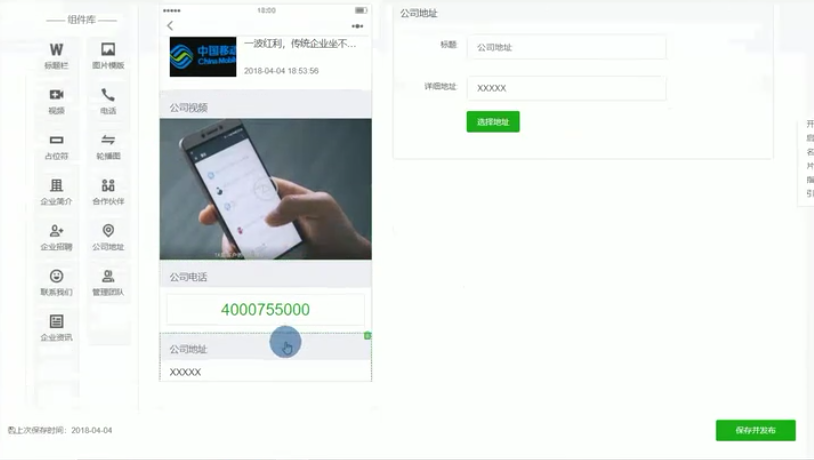 组件库
标题栏
图片模版
视频
电话
占位符
轮播图
企业简介
合作伙伴
企业招聘
公司地址
联系我们
管理团队
企业资讯
上次保存时间：2018-04-04
18:00
中国移动
China Mobile
一波红利，传统企业坐不...
2018-04-04 18:53:56
公司视频
公司电话
4000755000
公司地址
XXXXX
公司地址
标题
公司地址
详细地址
XXXXX
选择地址
开
启
名
片
指
引
保存并发布